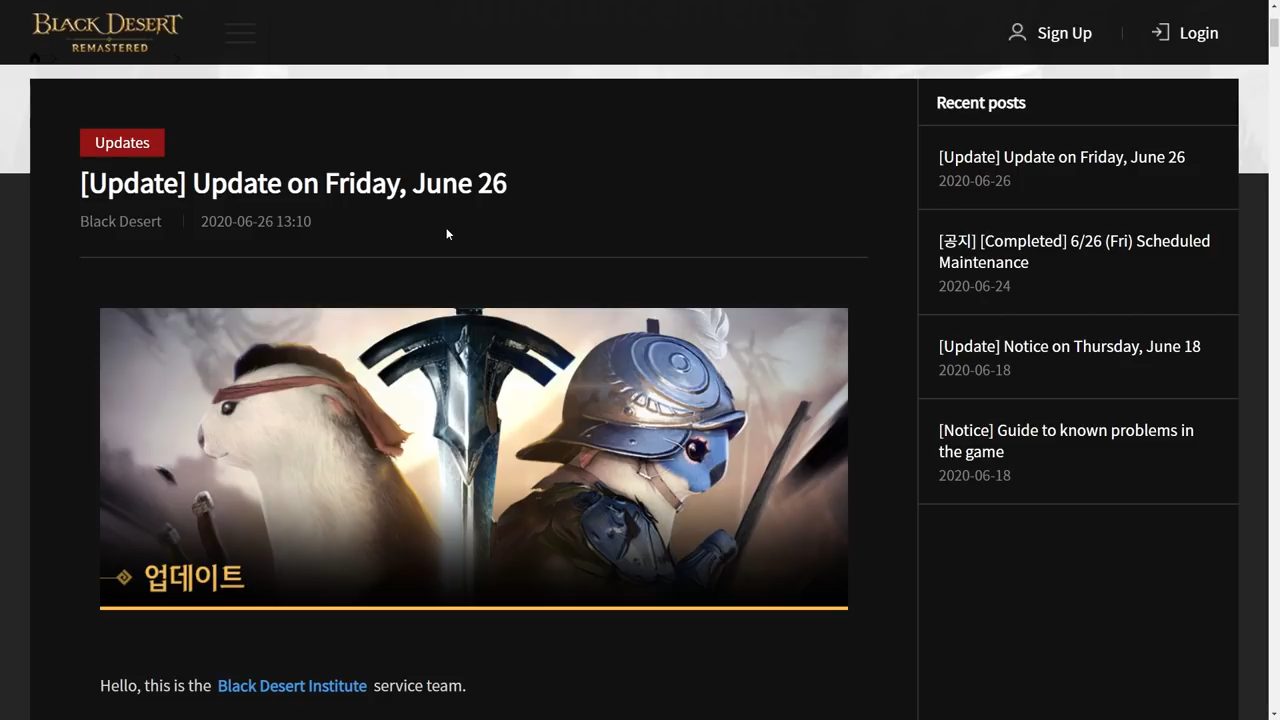 BLACK DESERT
REMASTERED
Sign Up
Login
Updates
[Update] Update on Friday, June 26
Black Desert
2020-06-26 13:10
업데이트
Hello, this is the Black Desert Institute service team.
Recent posts
[Update] Update on Friday, June 26
2020-06-26
[공지] [Completed] 6/26 (Fri) Scheduled
Maintenance
2020-06-24
[Update] Notice on Thursday, June 18
2020-06-18
[Notice] Guide to known problems in
the game
2020-06-18